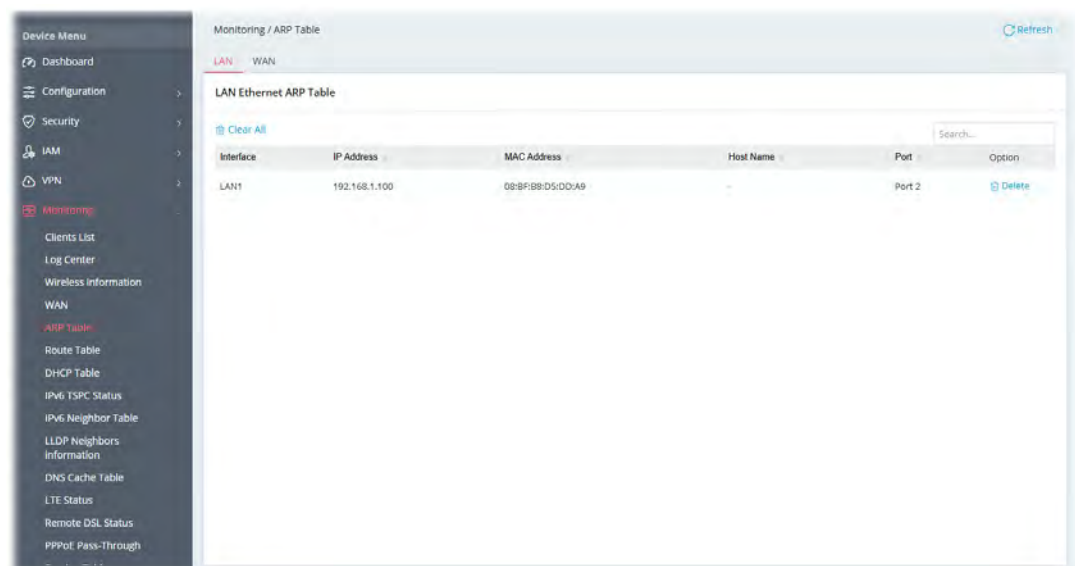 Device Menu
Dashboard
Configuration
Security
IAM
VPN
Monitoring
Clients List
Log Center
Wireless Information
WAN
ARP Table
Route Table
DHCP Table
IPv6 TSPC Status
IPv6 Neighbor Table
LLDP Neighbors
Information
DNS Cache Table
LTE Status
Remote DSL Status
PPPoE Pass-Through
Monitoring / ARP Table
Refresh
LAN WAN
LAN Ethernet ARP Table
Clear All
Search...
Interface IP Address MAC Address Host Name Port Option
LAN1 192.168.1.100 08:BF:B8:D5:DD:A9 - Port 2 Delete